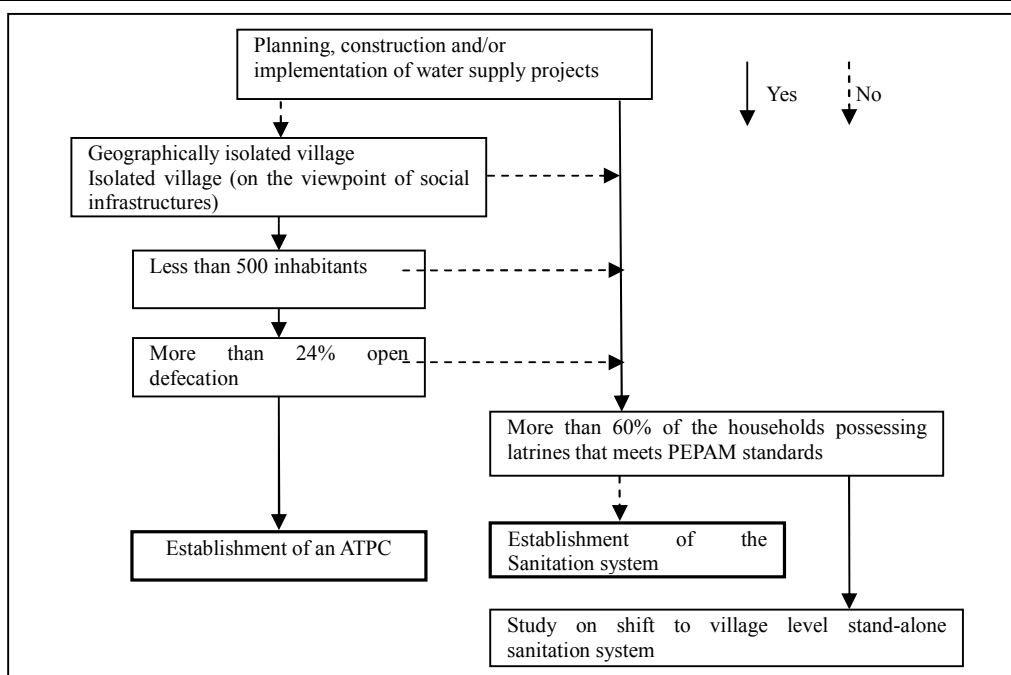 Planning, construction and/or
implementation of water supply projects
Yes
No
Geographically isolated village
Isolated village (on the viewpoint of social
infrastructures)
Less than 500 inhabitants
More than 24% open
defecation
More than 60% of the households possessing
latrines that meets PEPAM standards
Establishment of an ATPC
Establishment of the
Sanitation system
Study on shift to village level stand-alone
sanitation system